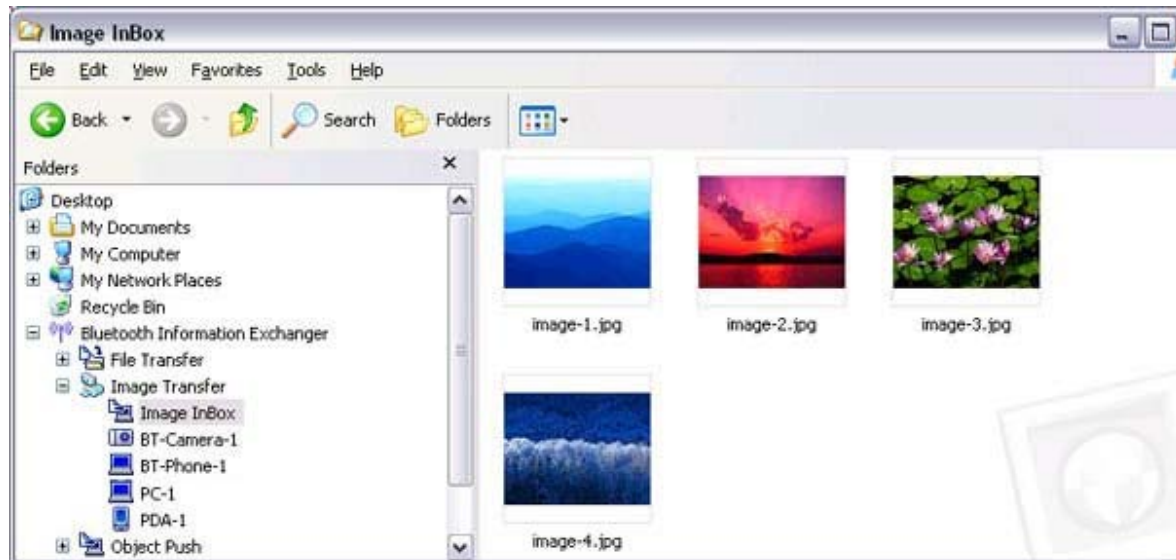 Image InBox
File Edit View Favorites Tools Help
Back Search Folders
Folders
Desktop
My Documents
My Computer
My Network Places
Recycle Bin
Bluetooth Information Exchanger
File Transfer
Image Transfer
Image InBox
BT-Camera-1
BT-Phone-1
PC-1
PDA-1
Object Push
image-1.jpg image-2.jpg image-3.jpg
image-4.jpg